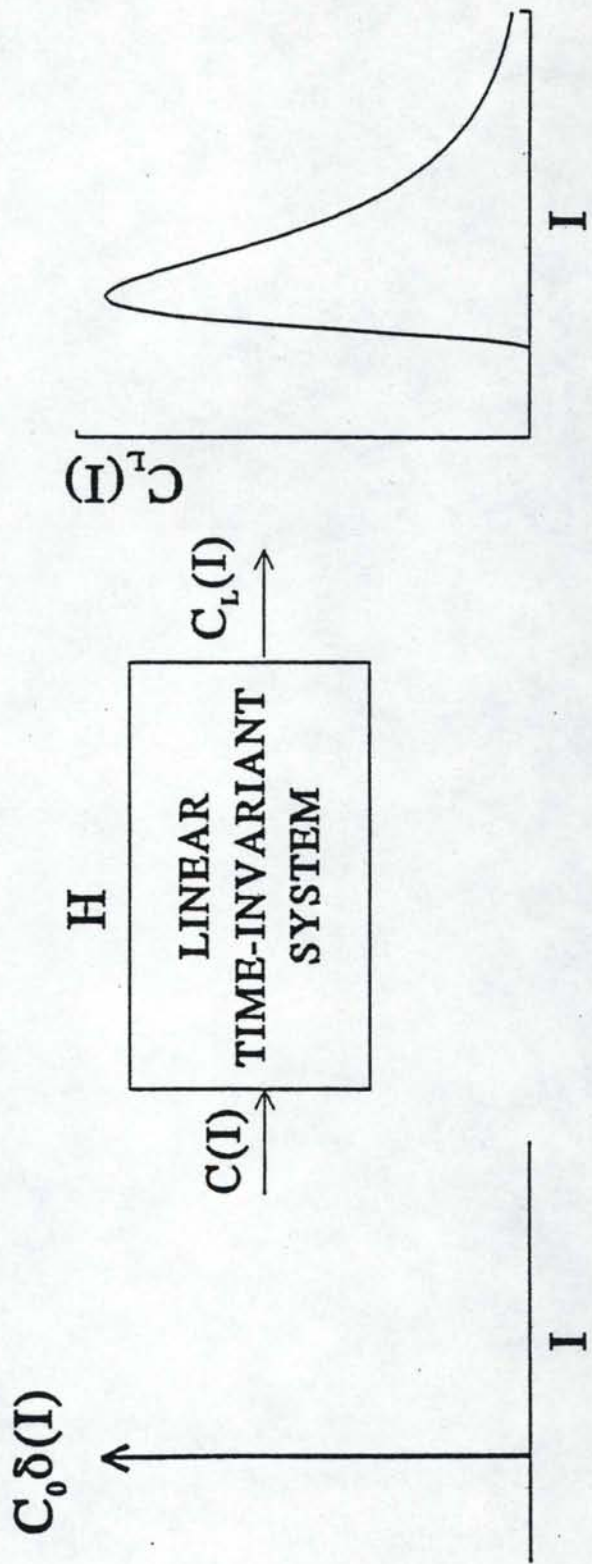 C₀δ(I)
I
H
C(I)
LINEAR
TIME-INVARIANT
SYSTEM
C_L(I)
C_L(I)
I